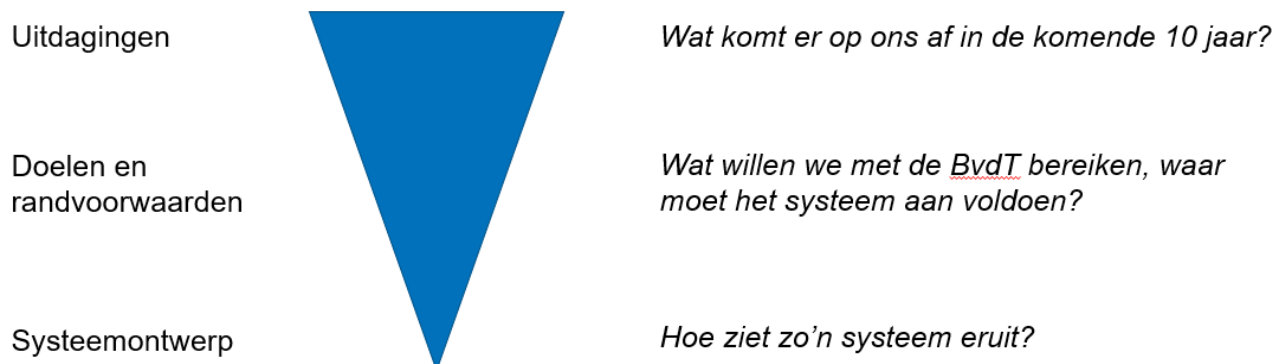 Uitdagingen
Wat komt er op ons af in de komende 10 jaar?
Doelen en
randvoorwaarden
Wat willen we met de BvdT bereiken, waar
moet het systeem aan voldoen?
Systeemontwerp
Hoe ziet zo'n systeem eruit?